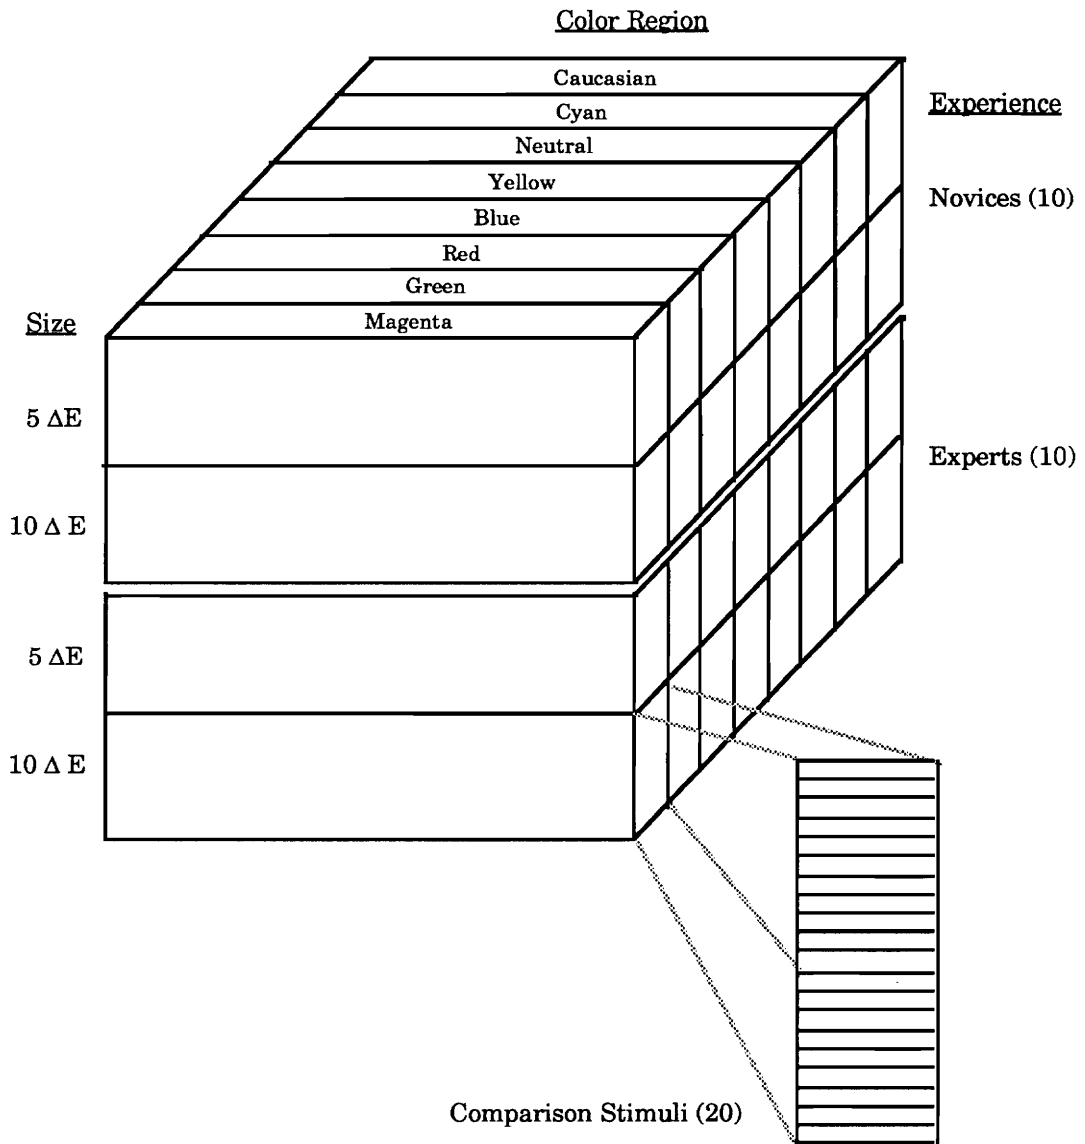 Color Region
Caucasian
Cyan
Neutral
Yellow
Blue
Red
Green
Magenta
Experience
Novices (10)
Experts (10)
Size
5 ΔE
10 Δ E
5 ΔE
10 Δ E
Comparison Stimuli (20)